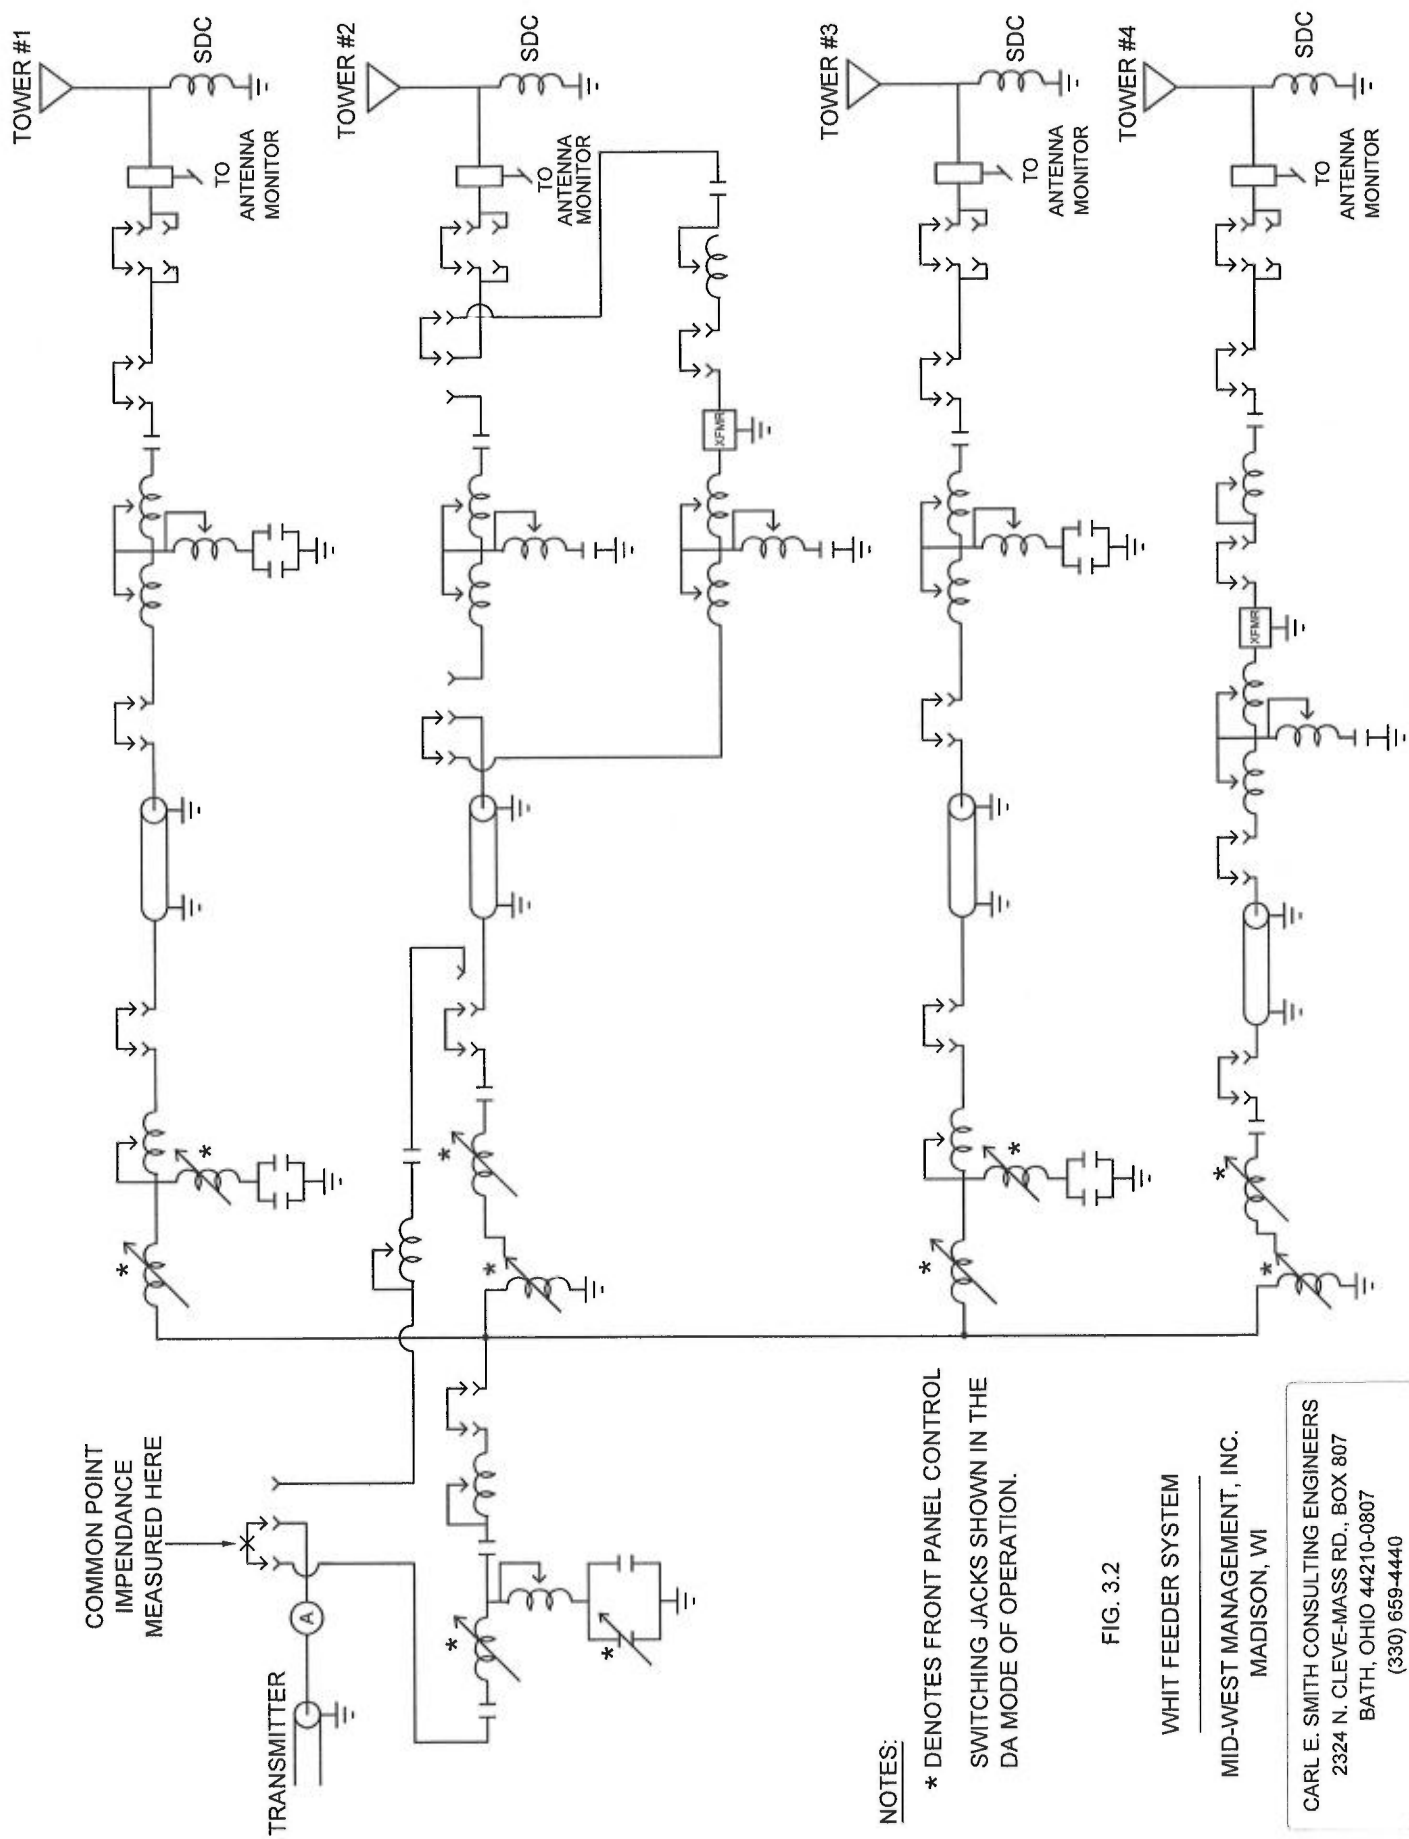 TOWER #1
SDC
TO
ANTENNA
MONITOR
TOWER #2
SDC
TO
ANTENNA
MONITOR
XFMR
TOWER #3
SDC
TO
ANTENNA
MONITOR
TOWER #4
SDC
TO
ANTENNA
MONITOR
XFMR
*
*
*
*
*
*
*
*
*
*
COMMON POINT
IMPENDANCE
MEASURED HERE
A
TRANSMITTER
NOTES:
* DENOTES FRONT PANEL CONTROL
SWITCHING JACKS SHOWN IN THE
DA MODE OF OPERATION.
FIG. 3.2
WHIT FEEDER SYSTEM
MID-WEST MANAGEMENT, INC.
MADISON, WI
CARL E. SMITH CONSULTING ENGINEERS
2324 N. CLEVE-MASS RD., BOX 807
BATH, OHIO 44210-0807
(330) 659-4440